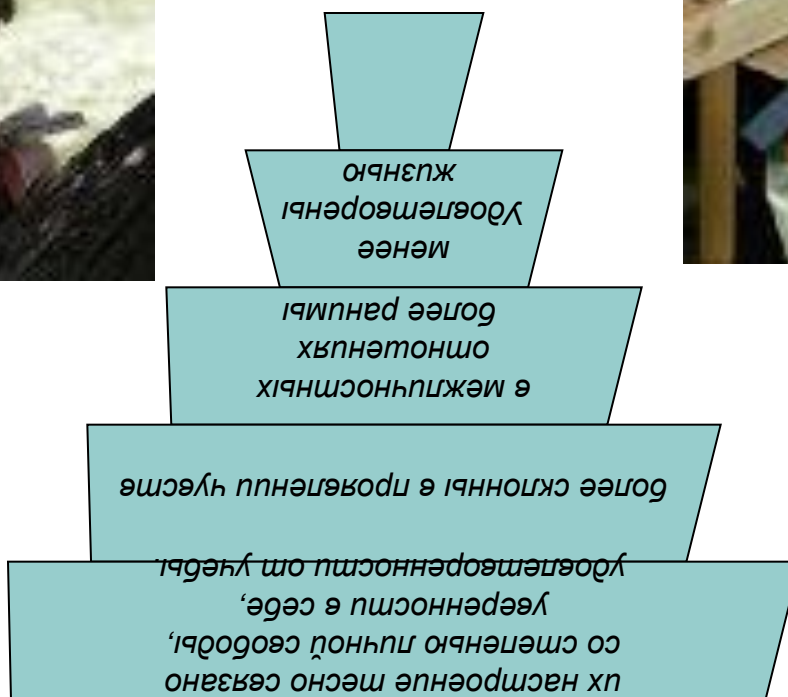 их настроение тесно связано
со степенью личной свободы,
уверенности в себе,
удовлетворенности от учебы.
более склонны в проявлении чувств
в межличностных
отношениях
более ранимы
менее
Удовлетворены
жизнью